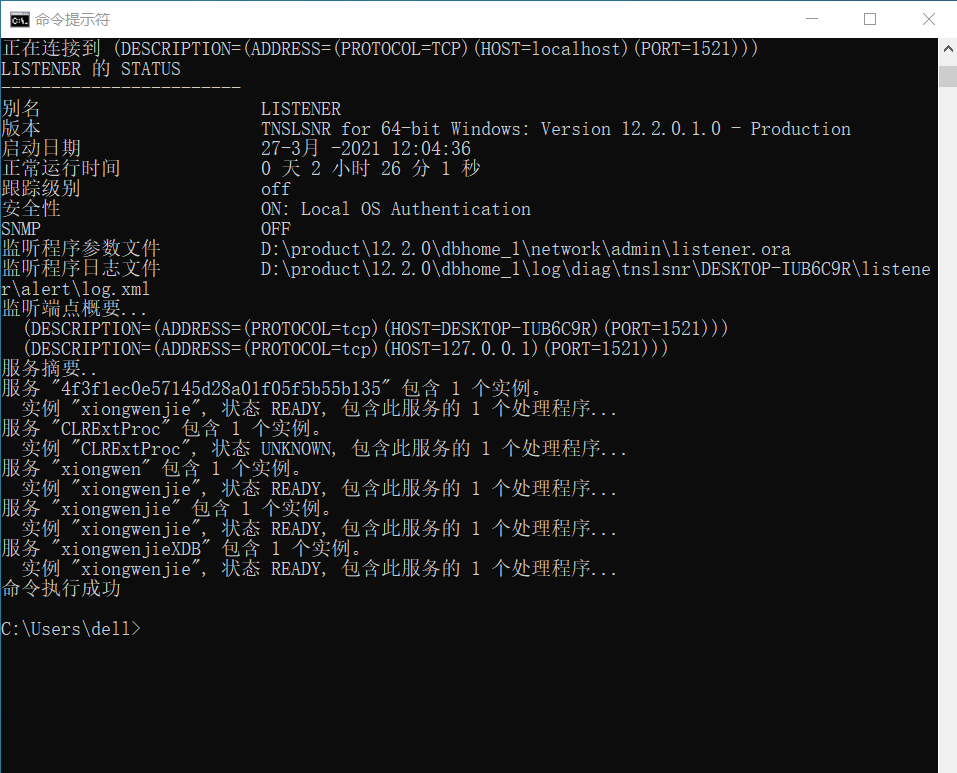 命令提示符
正在连接到 (DESCRIPTION=(ADDRESS=(PROTOCOL=TCP)(HOST=localhost)(PORT=1521)))
LISTENER 的 STATUS
------------------------
别名                      LISTENER
版本                      TNSLSNR for 64-bit Windows: Version 12.2.0.1.0 - Production
启动日期                  27-3月 -2021 12:04:36
正常运行时间              0 天 2 小时 26 分 1 秒
跟踪级别                  off
安全性                    ON: Local OS Authentication
SNMP                      OFF
监听程序参数文件          D:\product\12.2.0\dbhome_1\network\admin\listener.ora
监听程序日志文件          D:\product\12.2.0\dbhome_1\log\diag\tnslsnr\DESKTOP-IUB6C9R\listene
r\alert\log.xml
监听端点概要...
  (DESCRIPTION=(ADDRESS=(PROTOCOL=tcp)(HOST=DESKTOP-IUB6C9R)(PORT=1521)))
  (DESCRIPTION=(ADDRESS=(PROTOCOL=tcp)(HOST=127.0.0.1)(PORT=1521)))
服务摘要..
服务 "4f3f1ec0e57145d28a01f05f5b55b135" 包含 1 个实例。
  实例 "xiongwenjie", 状态 READY, 包含此服务的 1 个处理程序...
服务 "CLRExtProc" 包含 1 个实例。
  实例 "CLRExtProc", 状态 UNKNOWN, 包含此服务的 1 个处理程序...
服务 "xiongwen" 包含 1 个实例。
  实例 "xiongwenjie", 状态 READY, 包含此服务的 1 个处理程序...
服务 "xiongwenjie" 包含 1 个实例。
  实例 "xiongwenjie", 状态 READY, 包含此服务的 1 个处理程序...
服务 "xiongwenjieXDB" 包含 1 个实例。
  实例 "xiongwenjie", 状态 READY, 包含此服务的 1 个处理程序...
命令执行成功
C:\Users\dell>